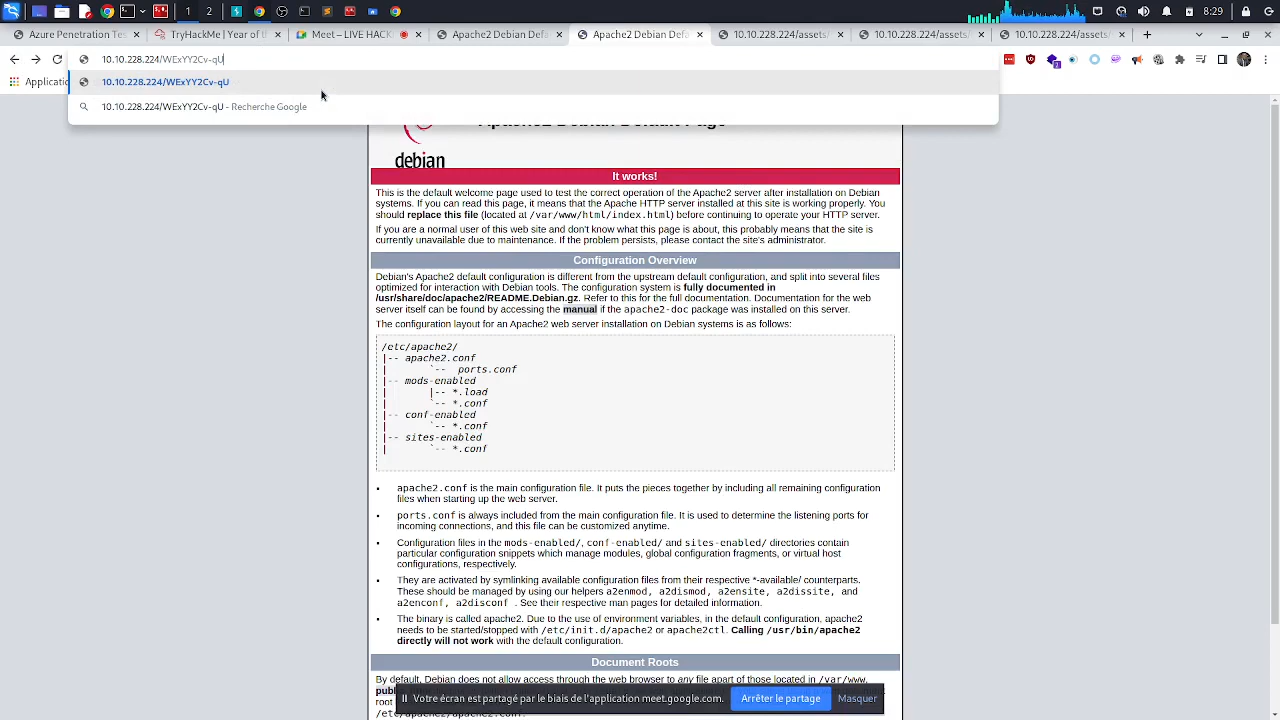 1
2
8:29
Azure Penetration Tes
TryHackMe | Year of t
Meet – LIVE HACK
Apache2 Debian Def
Apache2 Debian Defa
10.10.228.224/assets/
10.10.228.224/assets/
10.10.228.224/assets/
10.10.228.224/WExYY2Cv-qU
Applicatio
10.10.228.224/WExYY2Cv-qU
10.10.228.224/WExYY2Cv-qU - Recherche Google
Apache2 Debian Default Page
debian
It works!
This is the default welcome page used to test the correct operation of the Apache2 server after installation on Debian
systems. If you can read this page, it means that the Apache HTTP server installed at this site is working properly. You
should replace this file (located at /var/www/html/index.html) before continuing to operate your HTTP server.
If you are a normal user of this web site and don't know what this page is about, this probably means that the site is
currently unavailable due to maintenance. If the problem persists, please contact the site's administrator.
Configuration Overview
Debian's Apache2 default configuration is different from the upstream default configuration, and split into several files
optimized for interaction with Debian tools. The configuration system is fully documented in
/usr/share/doc/apache2/README.Debian.gz. Refer to this for the full documentation. Documentation for the web
server itself can be found by accessing the manual if the apache2-doc package was installed on this server.
The configuration layout for an Apache2 web server installation on Debian systems is as follows:
/etc/apache2/
|-- apache2.conf
|       `--  ports.conf
|-- mods-enabled
|       |-- *.load
|       `-- *.conf
|-- conf-enabled
|       `-- *.conf
|-- sites-enabled
|       `-- *.conf
▪ apache2.conf is the main configuration file. It puts the pieces together by including all remaining configuration
files when starting up the web server.
▪ ports.conf is always included from the main configuration file. It is used to determine the listening ports for
incoming connections, and this file can be customized anytime.
▪ Configuration files in the mods-enabled/, conf-enabled/ and sites-enabled/ directories contain
particular configuration snippets which manage modules, global configuration fragments, or virtual host
configurations, respectively.
▪ They are activated by symlinking available configuration files from their respective *-available/ counterparts.
These should be managed by using our helpers a2enmod, a2dismod, a2ensite, a2dissite, and
a2enconf, a2disconf . See their respective man pages for detailed information.
▪ The binary is called apache2. Due to the use of environment variables, in the default configuration, apache2
needs to be started/stopped with /etc/init.d/apache2 or apache2ctl. Calling /usr/bin/apache2
directly will not work with the default configuration.
Document Roots
By default, Debian does not allow access through the web browser to any file apart of those located in /var/www,
publ
root
/etc/apache2/apache2.conf.
Votre écran est partagé par le biais de l'application meet.google.com.
Arrêter le partage
Masquer